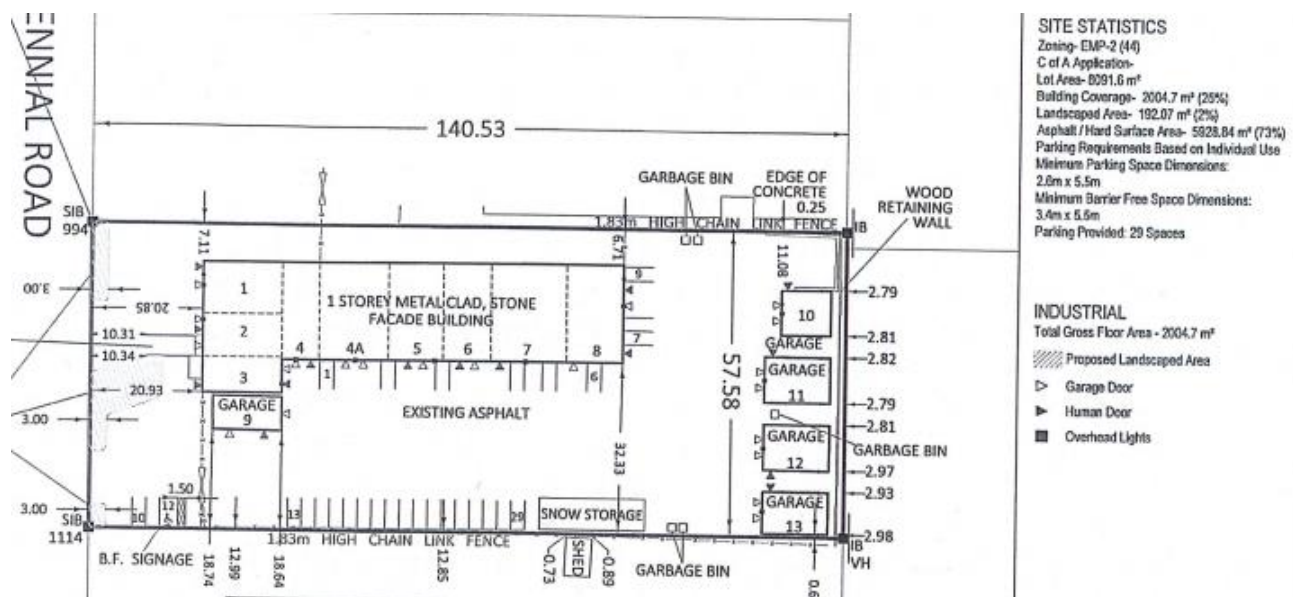 ENNIAL ROAD
140.53
GARBAGE BIN
EDGE OF
CONCRETE
0.25
WOOD
RETAINING
WALL
SIB
994
7.11
6.71
1.83m HIGH CHAIN LINK FENCE
IB
11.08
3.00
20.85
10.31
10.34
20.93
3.00
3.00
1
2
3
1 STOREY METAL CLAD, STONE
FACADE BUILDING
4
4A
5
6
7
8
9
7
1
6
GARAGE
9
EXISTING ASPHALT
57.58
32.33
10
GARAGE
GARAGE
11
GARAGE
12
GARAGE
13
GARBAGE BIN
2.79
2.81
2.82
2.79
2.81
2.97
2.93
2.98
1.50
10
12
13
29
SNOW STORAGE
SIB
1114
B.F. SIGNAGE
1.83m HIGH CHAIN LINK FENCE
18.74
12.99
18.64
12.85
0.73
SHED
0.89
GARBAGE BIN
IB
VH
0.6
SITE STATISTICS
Zoning- EMP-2 (44)
C of A Application-
Lot Area- 8091.6 m²
Building Coverage- 2004.7 m² (25%)
Landscaped Area- 192.07 m² (2%)
Asphalt / Hard Surface Area- 5928.84 m² (73%)
Parking Requirements Based on Individual Use
Minimum Parking Space Dimensions:
2.6m x 5.5m
Minimum Barrier Free Space Dimensions:
3.4m x 5.5m
Parking Provided: 29 Spaces
INDUSTRIAL
Total Gross Floor Area - 2004.7 m²
Proposed Landscaped Area
Garage Door
Human Door
Overhead Lights